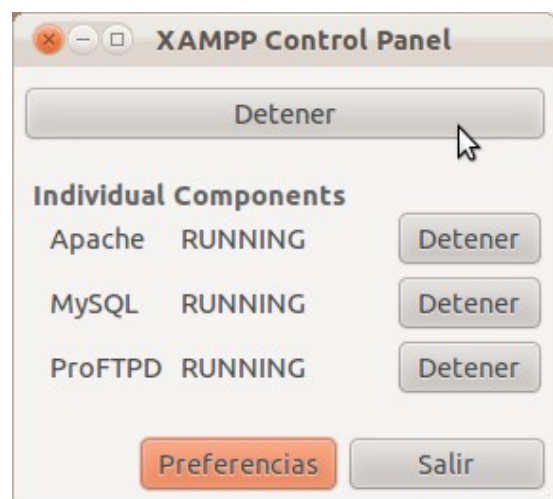 XAMPP Control Panel
Detener
Individual Components
Apache RUNNING Detener
MySQL RUNNING Detener
ProFTPD RUNNING Detener
Preferencias Salir